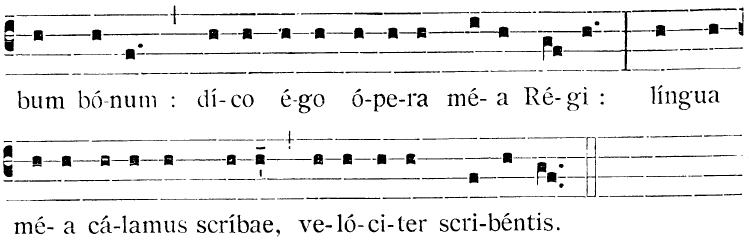 bum bó-num : dí-co é-go ó-pe-ra mé- a Ré-gi : língua
mé- a cá-lamus scríbae, ve-ló-ci-ter scri-béntis.